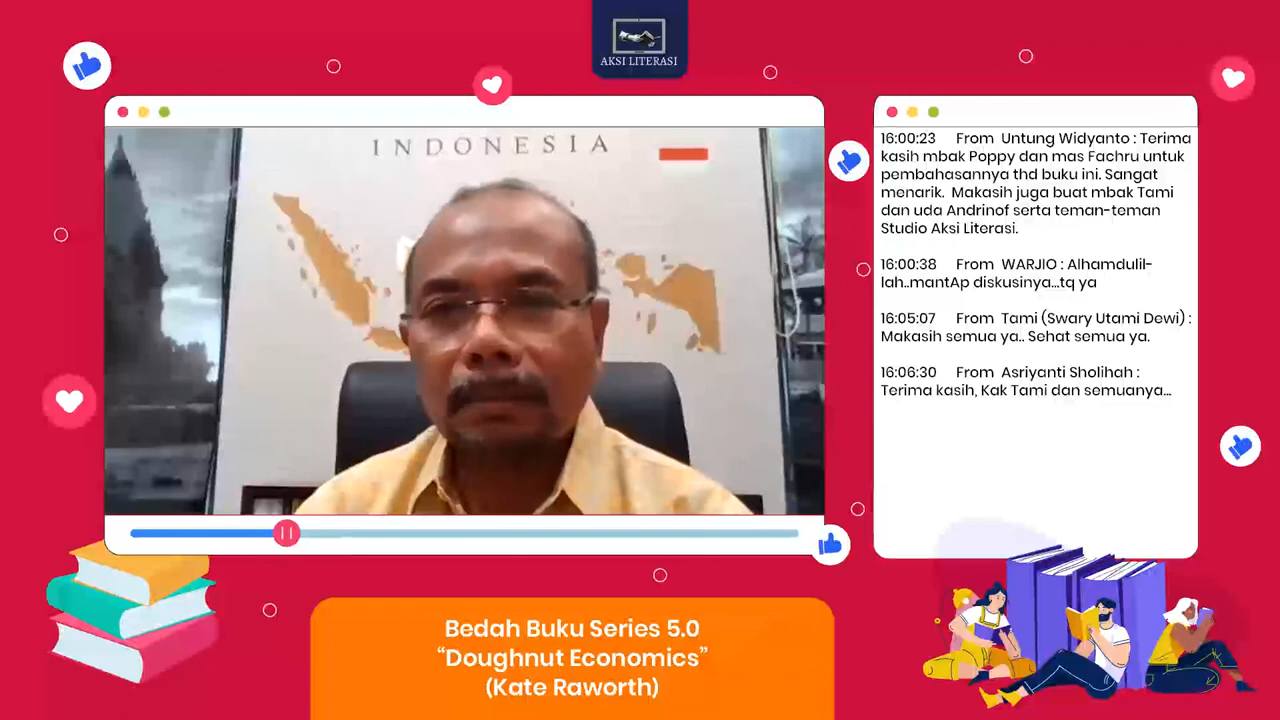 AKSI LITERASI
INDONESIA
16:00:23 From Untung Widyanto : Terima
kasih mbak Poppy dan mas Fachru untuk
pembahasannya thd buku ini. Sangat
menarik. Makasih juga buat mbak Tami
dan uda Andrinof serta teman-teman
Studio Aksi Literasi.
16:00:38 From WARJIO : Alhamdulil-
lah..mantAp diskusinya...tq ya
16:05:07 From Tami (Swary Utami Dewi) :
Makasih semua ya.. Sehat semua ya.
16:06:30 From Asriyanti Sholihah :
Terima kasih, Kak Tami dan semuanya...
Bedah Buku Series 5.0
“Doughnut Economics”
(Kate Raworth)